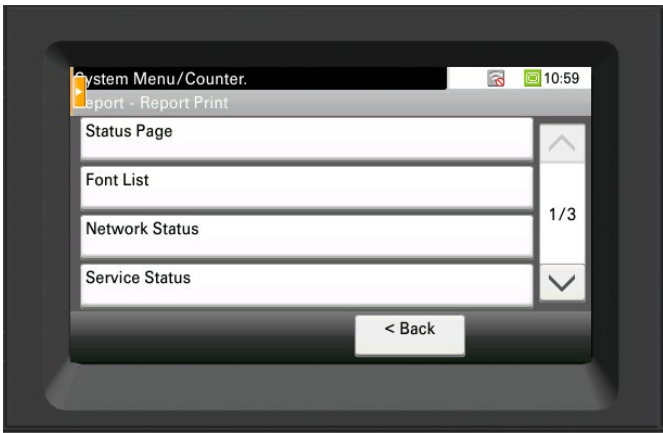 System Menu/Counter.
10:59
Report - Report Print
Status Page
Font List
Network Status
1/3
Service Status
< Back